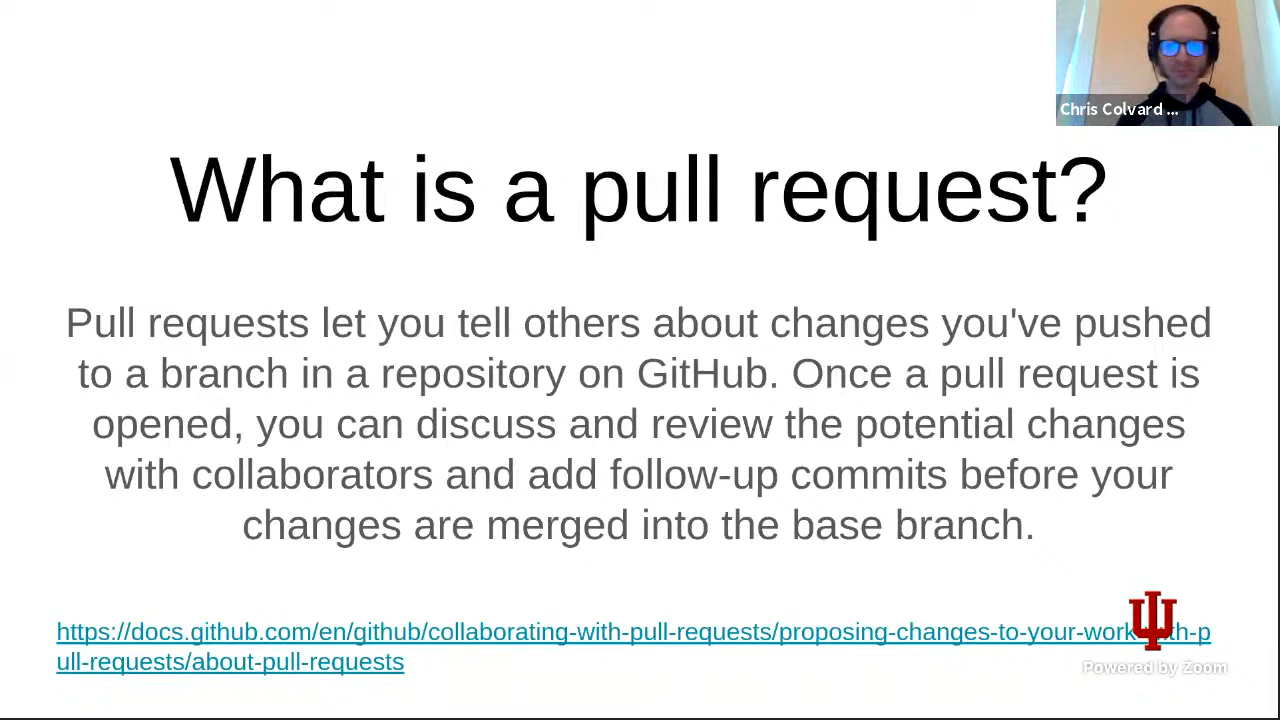 Chris Colvard ...
What is a pull request?
Pull requests let you tell others about changes you've pushed
to a branch in a repository on GitHub. Once a pull request is
opened, you can discuss and review the potential changes
with collaborators and add follow-up commits before your
changes are merged into the base branch.
https://docs.github.com/en/github/collaborating-with-pull-requests/proposing-changes-to-your-work-with-p
ull-requests/about-pull-requests
Powered by Zoom